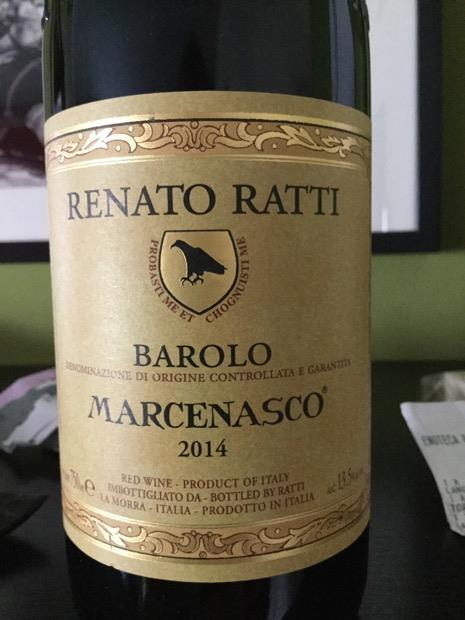 RENATO RATTI
PROBASTI ME ET CHOGNUISTI ME
BAROLO
DENOMINAZIONE DI ORIGINE CONTROLLATA E GARANTITA
MARCENASCO®
2014
RED WINE - PRODUCT OF ITALY
IMBOTTIGLIATO DA - BOTTLED BY RATTI
LA MORRA - ITALIA - PRODOTTO IN ITALIA
750 ml e
ALC. 13.5%
ENOTECA